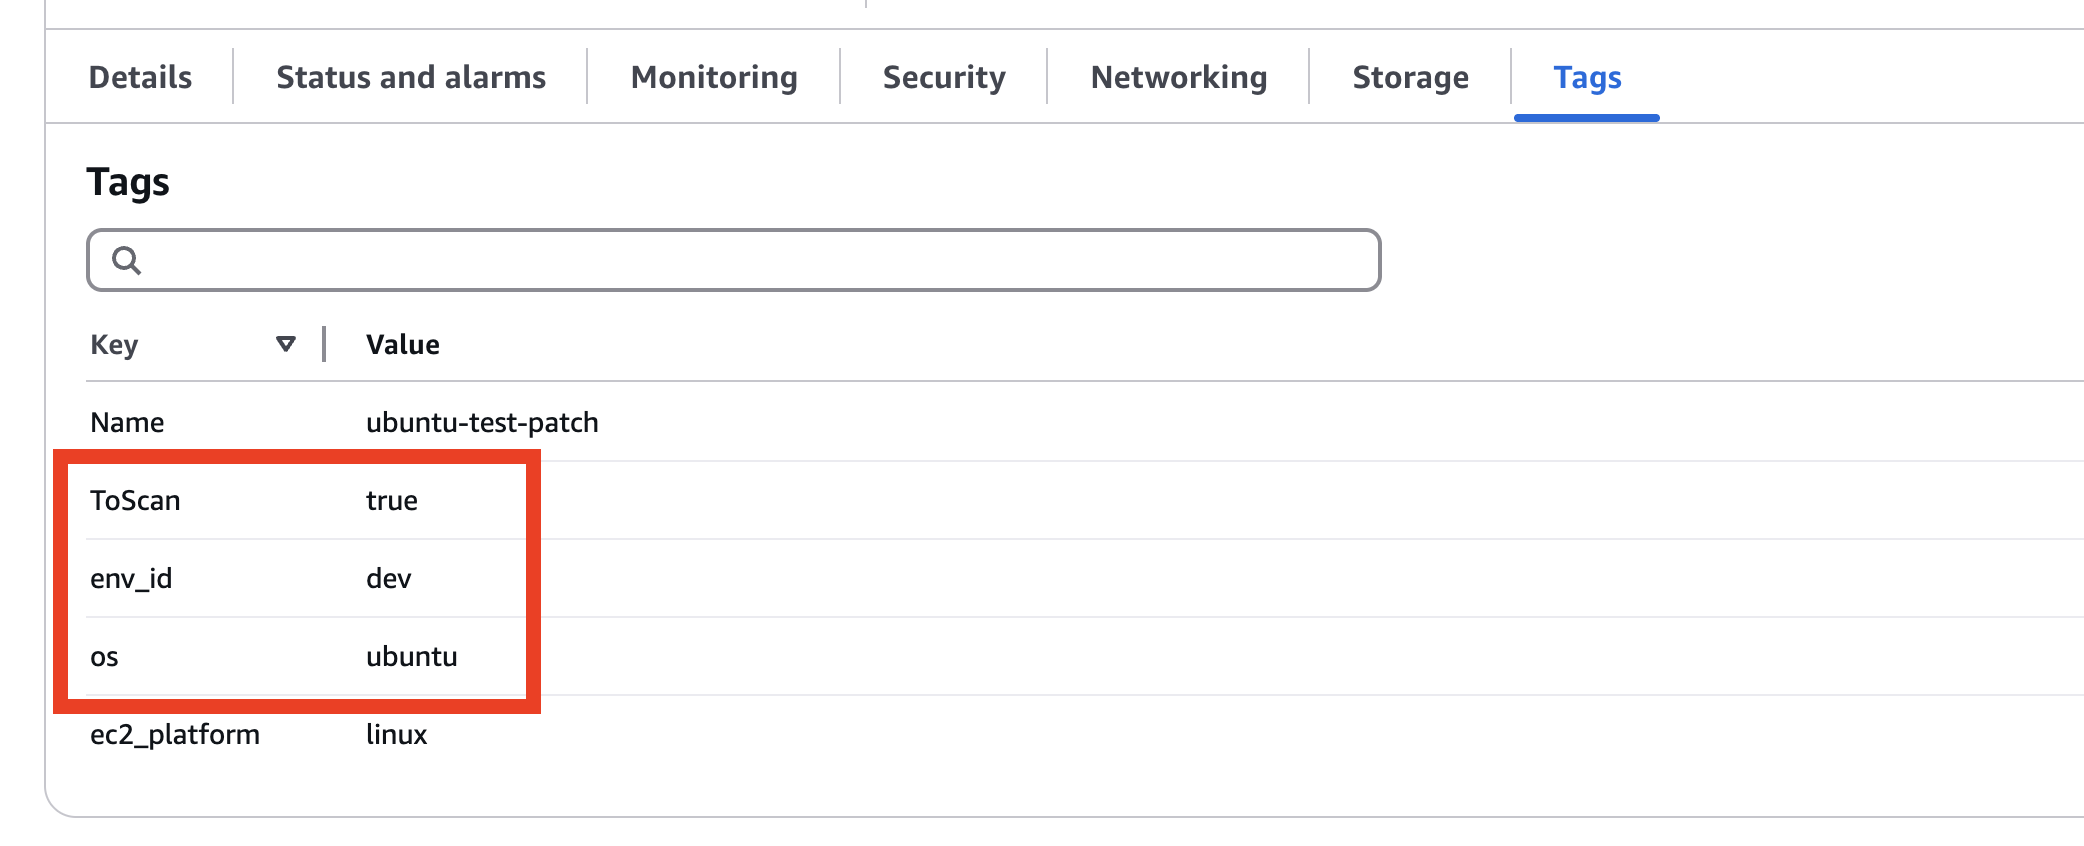 Details Status and alarms Monitoring Security Networking Storage Tags
Tags
Key Value
Name ubuntu-test-patch
ToScan true
env_id dev
os ubuntu
ec2_platform linux